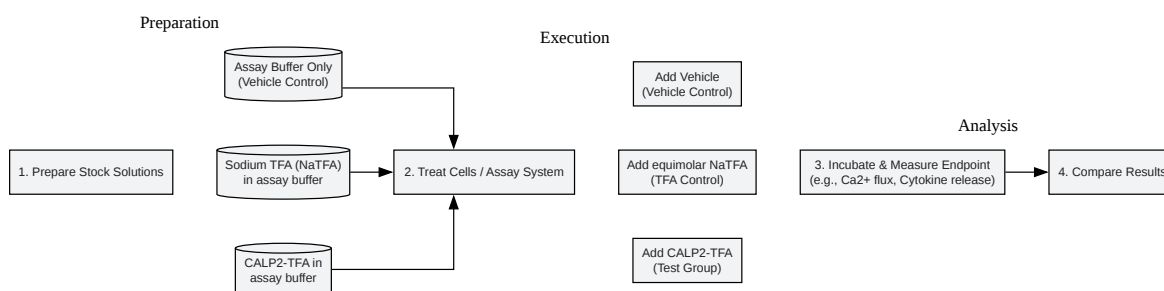 Preparation
Execution
Analysis
1. Prepare Stock Solutions
Assay Buffer Only
(Vehicle Control)
Sodium TFA (NaTFA)
in assay buffer
CALP2-TFA in
assay buffer
2. Treat Cells / Assay System
Add Vehicle
(Vehicle Control)
Add equimolar NaTFA
(TFA Control)
Add CALP2-TFA
(Test Group)
3. Incubate & Measure Endpoint
(e.g., Ca2+ flux, Cytokine release)
4. Compare Results